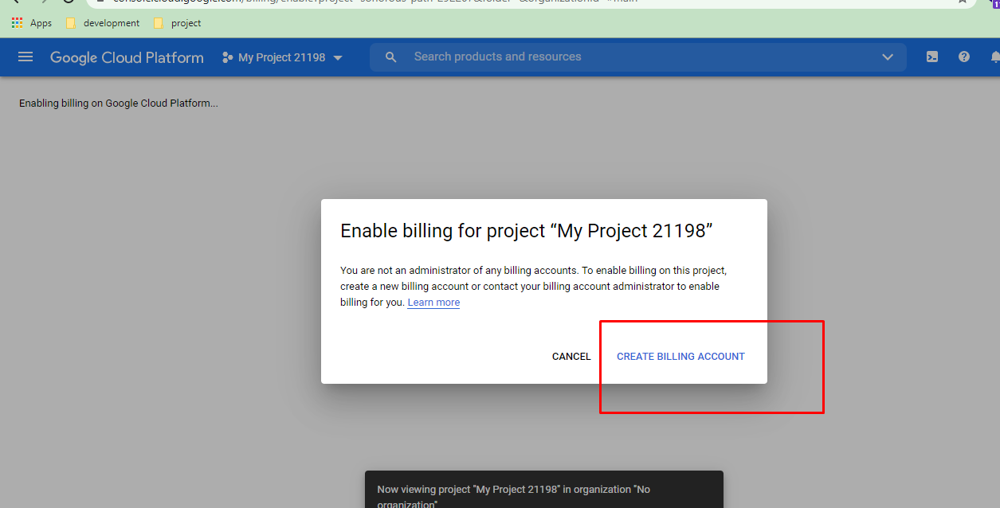 Apps development project
Google Cloud Platform My Project 21198 Search products and resources
Enabling billing on Google Cloud Platform...
Enable billing for project “My Project 21198”
You are not an administrator of any billing accounts. To enable billing on this project,
create a new billing account or contact your billing account administrator to enable
billing for you. Learn more
CANCEL CREATE BILLING ACCOUNT
Now viewing project "My Project 21198" in organization "No
organization"